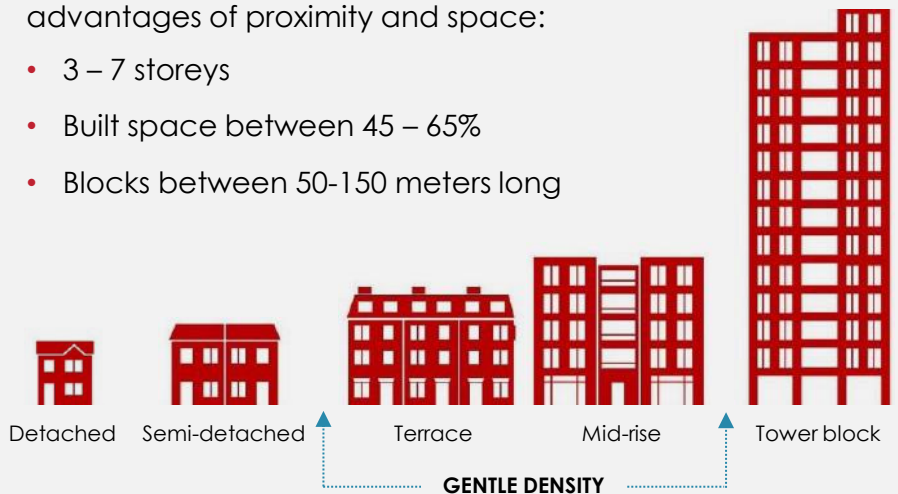 advantages of proximity and space:
• 3 – 7 storeys
• Built space between 45 – 65%
• Blocks between 50-150 meters long
Detached Semi-detached Terrace Mid-rise Tower block
GENTLE DENSITY